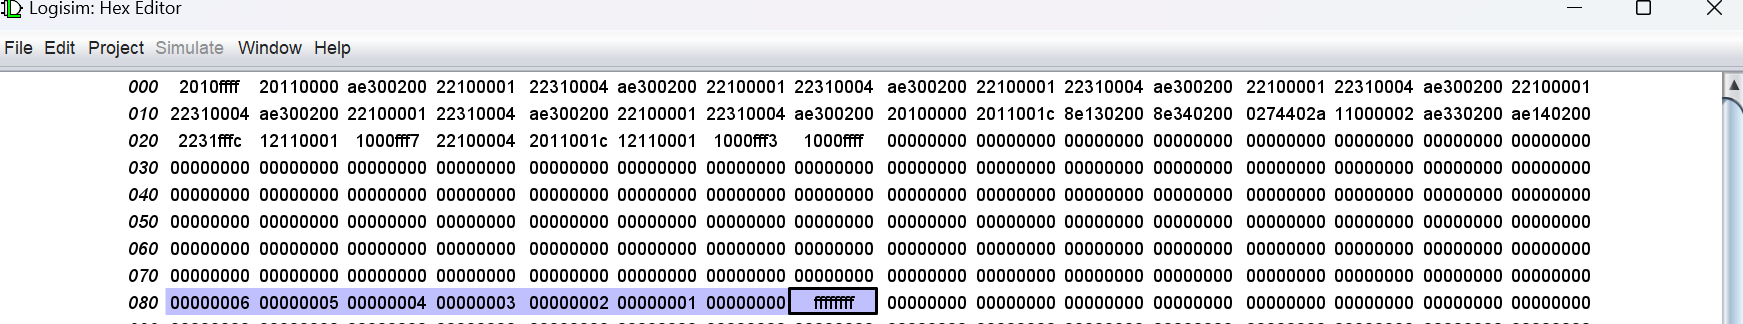 Logisim: Hex Editor
File Edit Project Simulate Window Help
000 2010ffff 20110000 ae300200 22100001 22310004 ae300200 22100001 22310004 ae300200 22100001 22310004 ae300200 22100001 22310004 ae300200 22100001
010 22310004 ae300200 22100001 22310004 ae300200 22100001 22310004 ae300200 20100000 2011001c 8e130200 8e340200 0274402a 11000002 ae330200 ae140200
020 2231fffc 12110001 1000fff7 22100004 2011001c 12110001 1000fff3 1000ffff 00000000 00000000 00000000 00000000 00000000 00000000 00000000 00000000
030 00000000 00000000 00000000 00000000 00000000 00000000 00000000 00000000 00000000 00000000 00000000 00000000 00000000 00000000 00000000 00000000
040 00000000 00000000 00000000 00000000 00000000 00000000 00000000 00000000 00000000 00000000 00000000 00000000 00000000 00000000 00000000 00000000
050 00000000 00000000 00000000 00000000 00000000 00000000 00000000 00000000 00000000 00000000 00000000 00000000 00000000 00000000 00000000 00000000
060 00000000 00000000 00000000 00000000 00000000 00000000 00000000 00000000 00000000 00000000 00000000 00000000 00000000 00000000 00000000 00000000
070 00000000 00000000 00000000 00000000 00000000 00000000 00000000 00000000 00000000 00000000 00000000 00000000 00000000 00000000 00000000 00000000
080 00000006 00000005 00000004 00000003 00000002 00000001 00000000 ffffffff 00000000 00000000 00000000 00000000 00000000 00000000 00000000 00000000